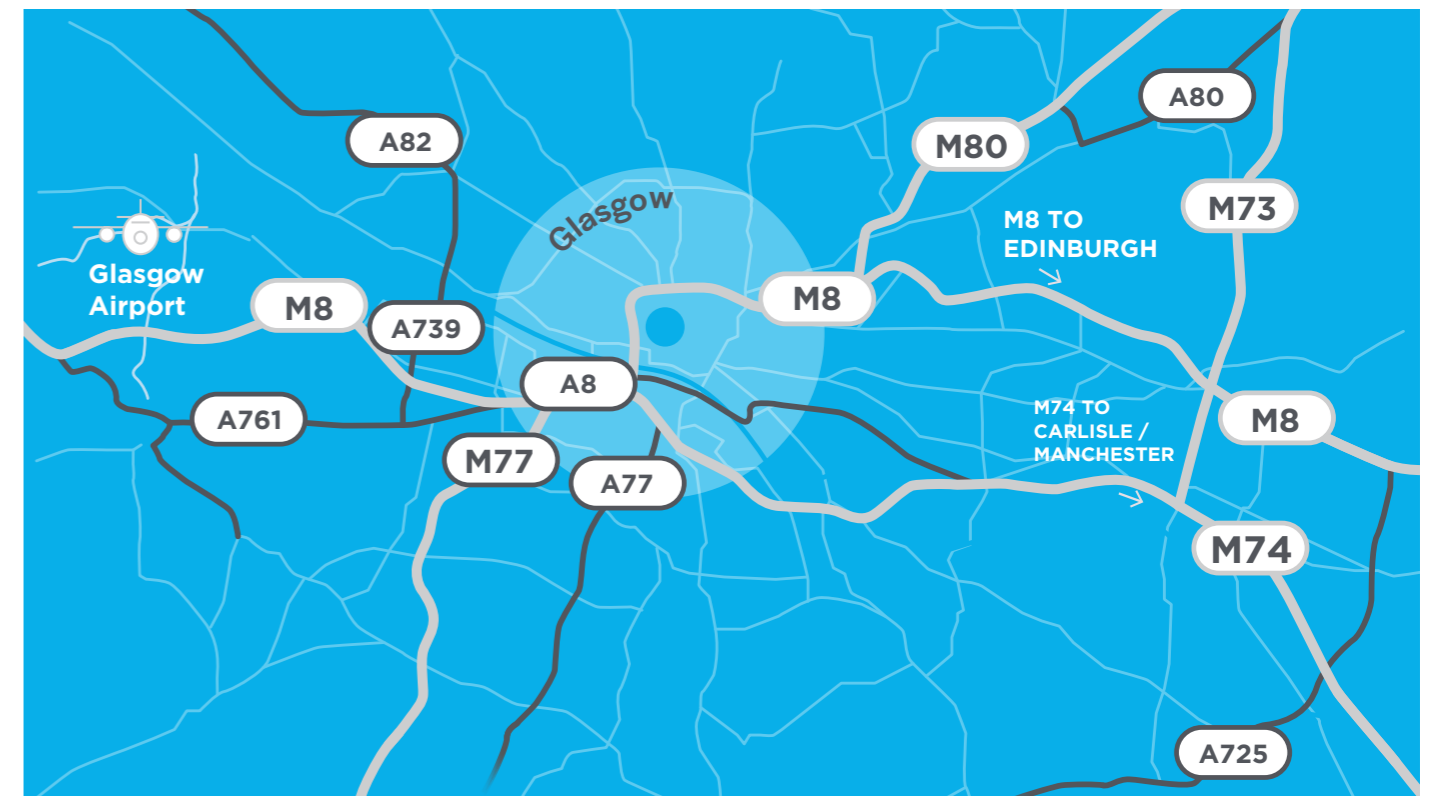 A80
A82
M80
M73
Glasgow
M8 TO
EDINBURGH
Glasgow
Airport
M8
M8
A739
A8
M74 TO
CARLISLE /
MANCHESTER
A761
M8
M77
A77
M74
A725